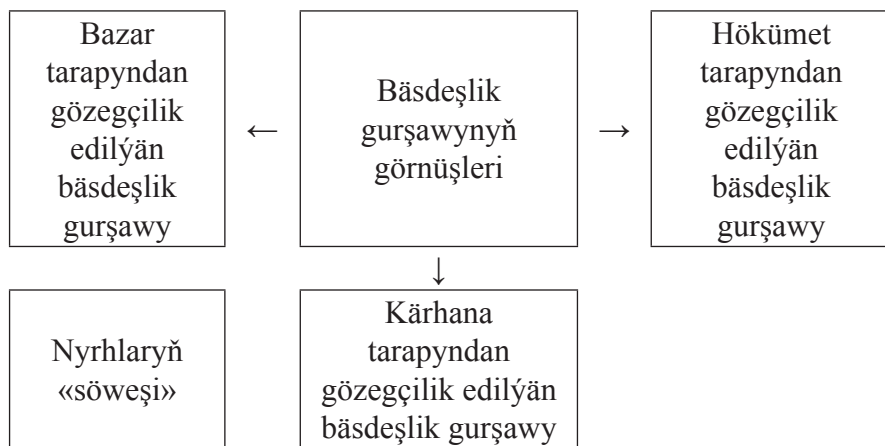 Bazar
tarapyndan
gözegçilik
edilýän
bäsdeşlik
gurşawy
←
Bäsdeşlik
gurşawynyň
görnüşleri
→
Hökümet
tarapyndan
gözegçilik
edilýän
bäsdeşlik
gurşawy
↓
Nyrhlaryň
«söweşi»
Kärhana
tarapyndan
gözegçilik edilýän
bäsdeşlik gurşawy